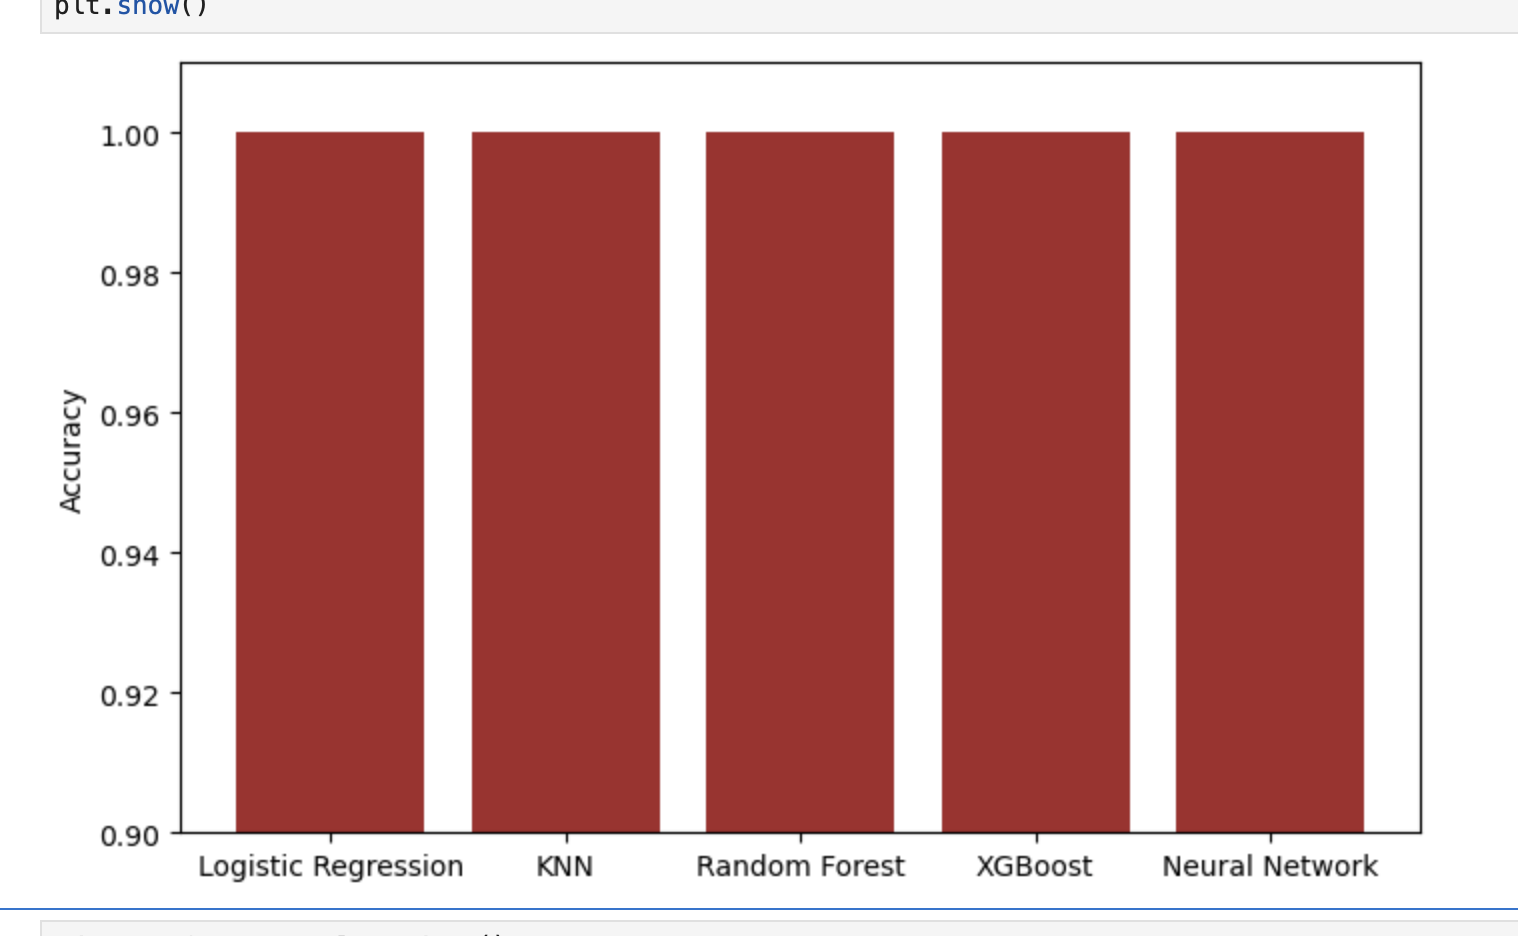 plt.show()
1.00
0.98
0.96
0.94
0.92
0.90
Accuracy
Logistic Regression KNN Random Forest XGBoost Neural Network